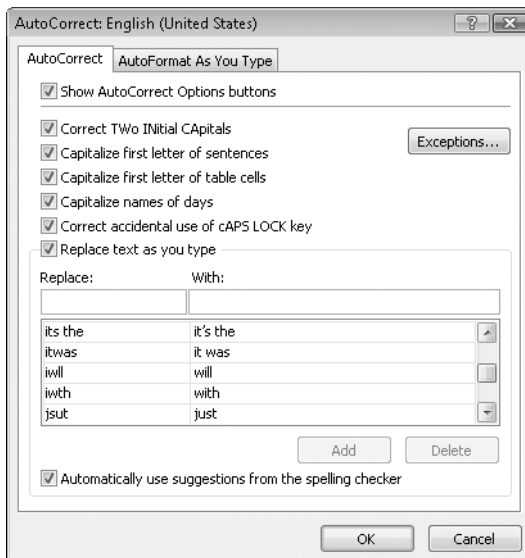 AutoCorrect: English (United States)
AutoCorrect AutoFormat As You Type
Show AutoCorrect Options buttons
Correct TWo INitial CApitals
Exceptions...
Capitalize first letter of sentences
Capitalize first letter of table cells
Capitalize names of days
Correct accidental use of cAPS LOCK key
Replace text as you type
Replace: With:
its the it's the
itwas it was
iwll will
iwth with
jsut just
Add Delete
Automatically use suggestions from the spelling checker
OK Cancel